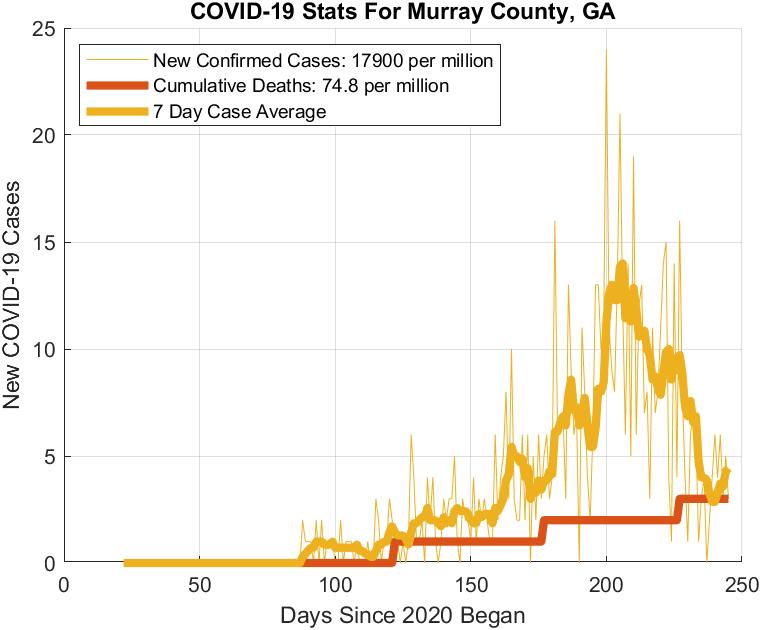 COVID-19 Stats For Murray County, GA
New Confirmed Cases: 17900 per million
Cumulative Deaths: 74.8 per million
7 Day Case Average
New COVID-19 Cases
25
20
15
10
5
0
0 50 100 150 200 250
Days Since 2020 Began